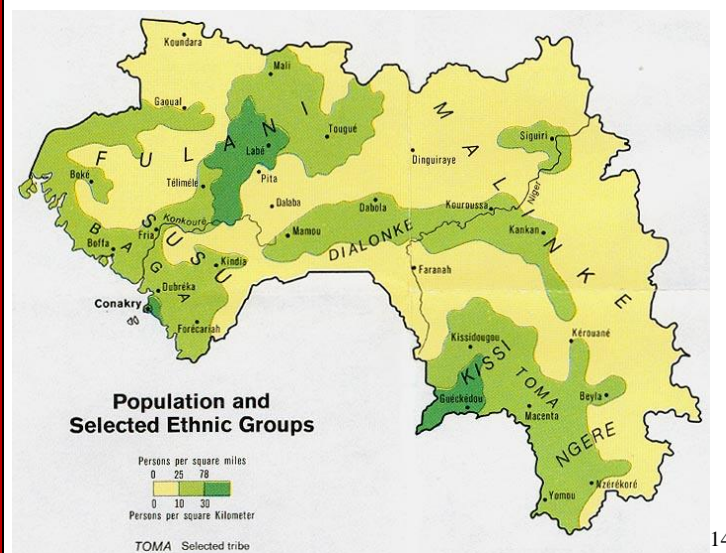 Koundara
Mali
Gaoual
Tougué
FULANI
MALINKE
Siguiri
Labé
Dinguiraye
Boké
Pita
Télimélé
Niger
Dalaba
Dabola
Kouroussa
SUSU
Konkouré
BAGA
Fria
Mamou
DIALONKE
Kankan
Boffa
Kindia
Faranah
Dubréka
Conakry
Forécariah
Kissidougou
Kérouané
KISSI
TOMA
Guéckédou
Beyla
Macenta
NGERE
Nzérékoré
Yomou
Population and
Selected Ethnic Groups
Persons per square miles
0 25 78
0 10 30
Persons per square Kilometer
TOMA Selected tribe
14